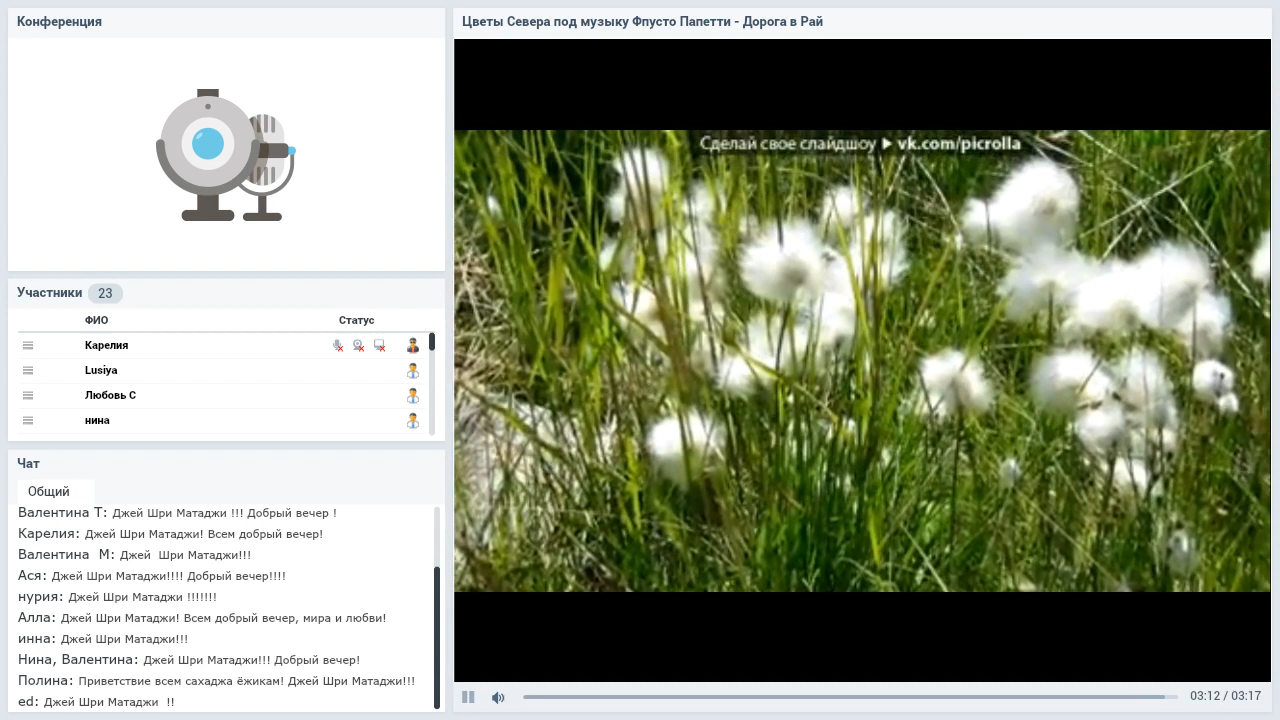 Конференция
Цветы Севера под музыку Фпусто Папетти - Дорога в Рай
Сделай свое слайдшоу ▶ vk.com/picrolla
Участники 23
ФИО Статус
Карелия
Lusiya
Любовь С
нина
Чат
Общий
Валентина Т: Джей Шри Матаджи !!! Добрый вечер !
Карелия: Джей Шри Матаджи! Всем добрый вечер!
Валентина М: Джей Шри Матаджи!!!
Ася: Джей Шри Матаджи!!!! Добрый вечер!!!!
нурия: Джей Шри Матаджи !!!!!!!
Алла: Джей Шри Матаджи! Всем добрый вечер, мира и любви!
инна: Джей Шри Матаджи!!!
Нина, Валентина: Джей Шри Матаджи!!! Добрый вечер!
Полина: Приветствие всем сахаджа ёжикам! Джей Шри Матаджи!!!
ed: Джей Шри Матаджи !!
03:12 / 03:17